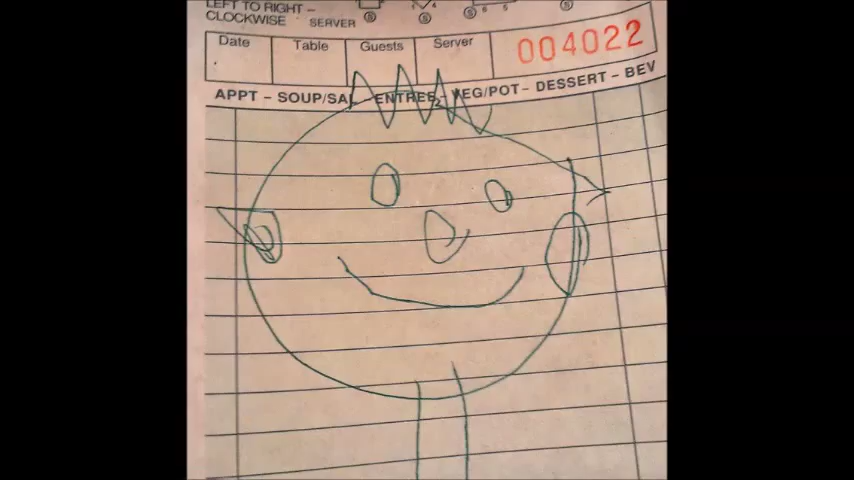 LEFT TO RIGHT –
CLOCKWISE SERVER
Date Table Guests Server 004022
APPT – SOUP/SAL – ENTREE – VEG/POT – DESSERT – BEV